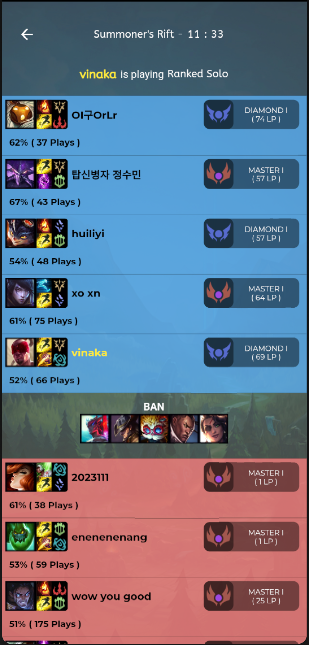 Summoner's Rift - 11 : 33
vinaka is playing Ranked Solo
OI구OrLr
DIAMOND I
( 74 LP )
62% ( 37 Plays )
탑신병자 정수민
MASTER I
( 57 LP )
67% ( 43 Plays )
huiliyi
DIAMOND I
( 57 LP )
54% ( 48 Plays )
xo xn
MASTER I
( 64 LP )
61% ( 75 Plays )
vinaka
DIAMOND I
( 69 LP )
52% ( 66 Plays )
BAN
2023111
MASTER I
( 1 LP )
61% ( 38 Plays )
enenenenang
MASTER I
( 1 LP )
53% ( 59 Plays )
wow you good
MASTER I
( 25 LP )
51% ( 175 Plays )